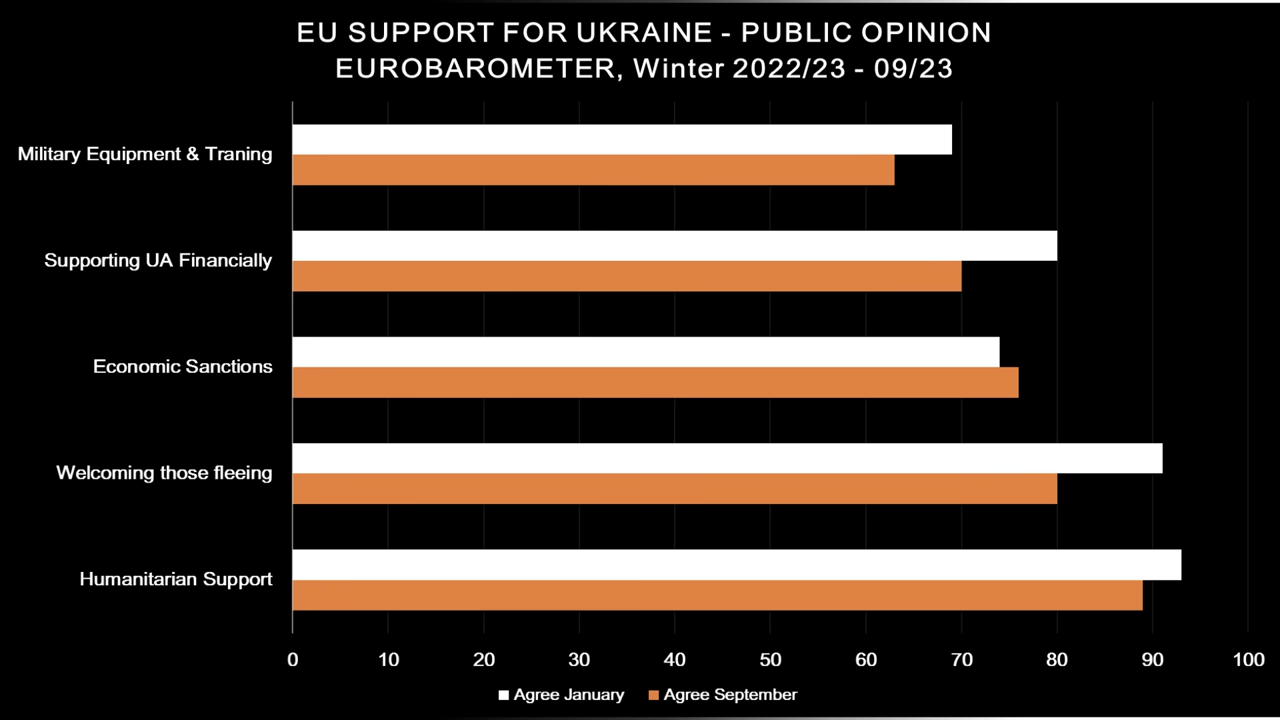 EU SUPPORT FOR UKRAINE - PUBLIC OPINION
EUROBAROMETER, Winter 2022/23 - 09/23
Military Equipment & Traning
Supporting UA Financially
Economic Sanctions
Welcoming those fleeing
Humanitarian Support
0 10 20 30 40 50 60 70 80 90 100
Agree January Agree September